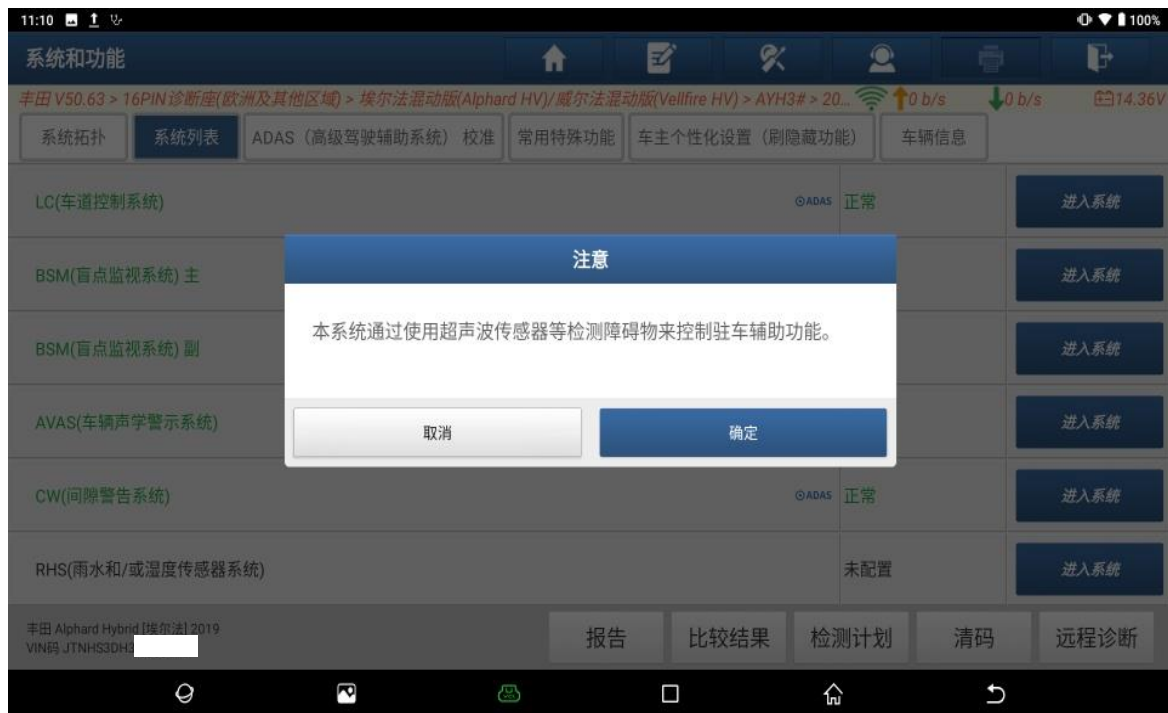 11:10
100%
系统和功能
丰田 V50.63 > 16PIN诊断座(欧洲及其他区域) > 埃尔法混动版(Alphard HV)/威尔法混动版(Vellfire HV) > AYH3# > 20... 0 b/s 0 b/s 14.36V
系统拓扑 系统列表 ADAS（高级驾驶辅助系统） 校准 常用特殊功能 车主个性化设置（刷隐藏功能） 车辆信息
LC(车道控制系统) ADAS 正常 进入系统
注意
BSM(盲点监视系统) 主 进入系统
本系统通过使用超声波传感器等检测障碍物来控制驻车辅助功能。
BSM(盲点监视系统) 副 进入系统
AVAS(车辆声学警示系统) 进入系统
取消 确定
CW(间隙警告系统) ADAS 正常 进入系统
RHS(雨水和/或湿度传感器系统) 未配置 进入系统
丰田 Alphard Hybrid [埃尔法] 2019
VIN码 JTNHS3DH3
报告 比较结果 检测计划 清码 远程诊断